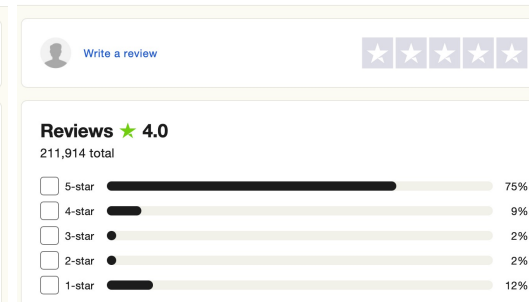 Write a review
Reviews ★ 4.0
211,914 total
5-star 75%
4-star 9%
3-star 2%
2-star 2%
1-star 12%